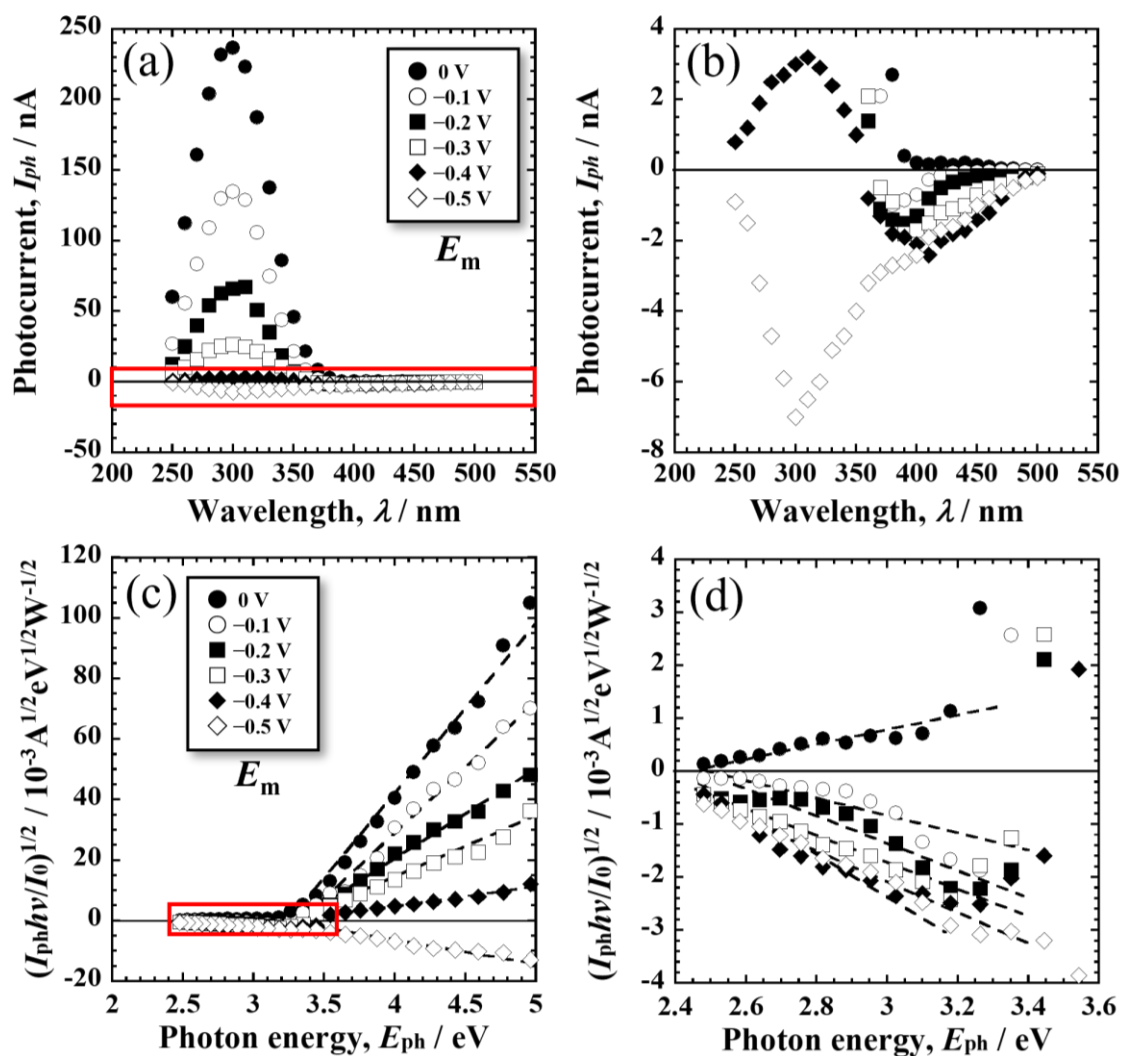 (a)
Photocurrent, Iph / nA
250
200
150
100
50
0
-50
0 V
−0.1 V
−0.2 V
−0.3 V
−0.4 V
−0.5 V
Em
200 250 300 350 400 450 500 550
Wavelength, λ / nm
(b)
Photocurrent, Iph / nA
4
2
0
-2
-4
-6
-8
200 250 300 350 400 450 500 550
Wavelength, λ / nm
(c)
(Iphhν/I0)1/2 / 10-3 A1/2eV1/2W-1/2
120
100
80
60
40
20
0
-20
0 V
−0.1 V
−0.2 V
−0.3 V
−0.4 V
−0.5 V
Em
2 2.5 3 3.5 4 4.5 5
Photon energy, Eph / eV
(d)
(Iphhν/I0)1/2 / 10-3 A1/2eV1/2W-1/2
4
3
2
1
0
-1
-2
-3
-4
2.4 2.6 2.8 3 3.2 3.4 3.6
Photon energy, Eph / eV